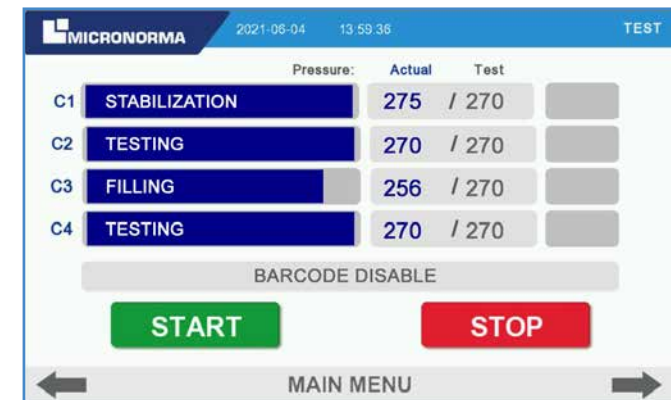 MICRONORMA 2021-06-04 13:59:36 TEST
Pressure: Actual Test
C1 STABILIZATION 275 / 270
C2 TESTING 270 / 270
C3 FILLING 256 / 270
C4 TESTING 270 / 270
BARCODE DISABLE
START STOP
MAIN MENU